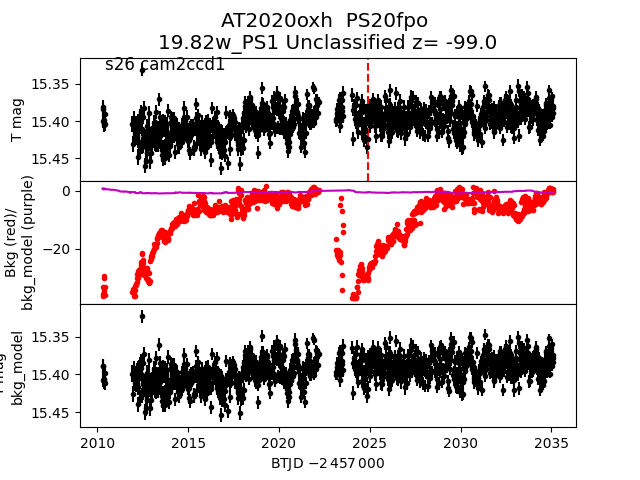 AT2020oxh  PS20fpo
19.82w_PS1 Unclassified z= -99.0
s26 cam2ccd1
15.35
15.40
15.45
T mag
0
−20
Bkg (red)/
bkg_model (purple)
15.35
15.40
15.45
bkg_model
2010
2015
2020
2025
2030
2035
BTJD −2 457 000